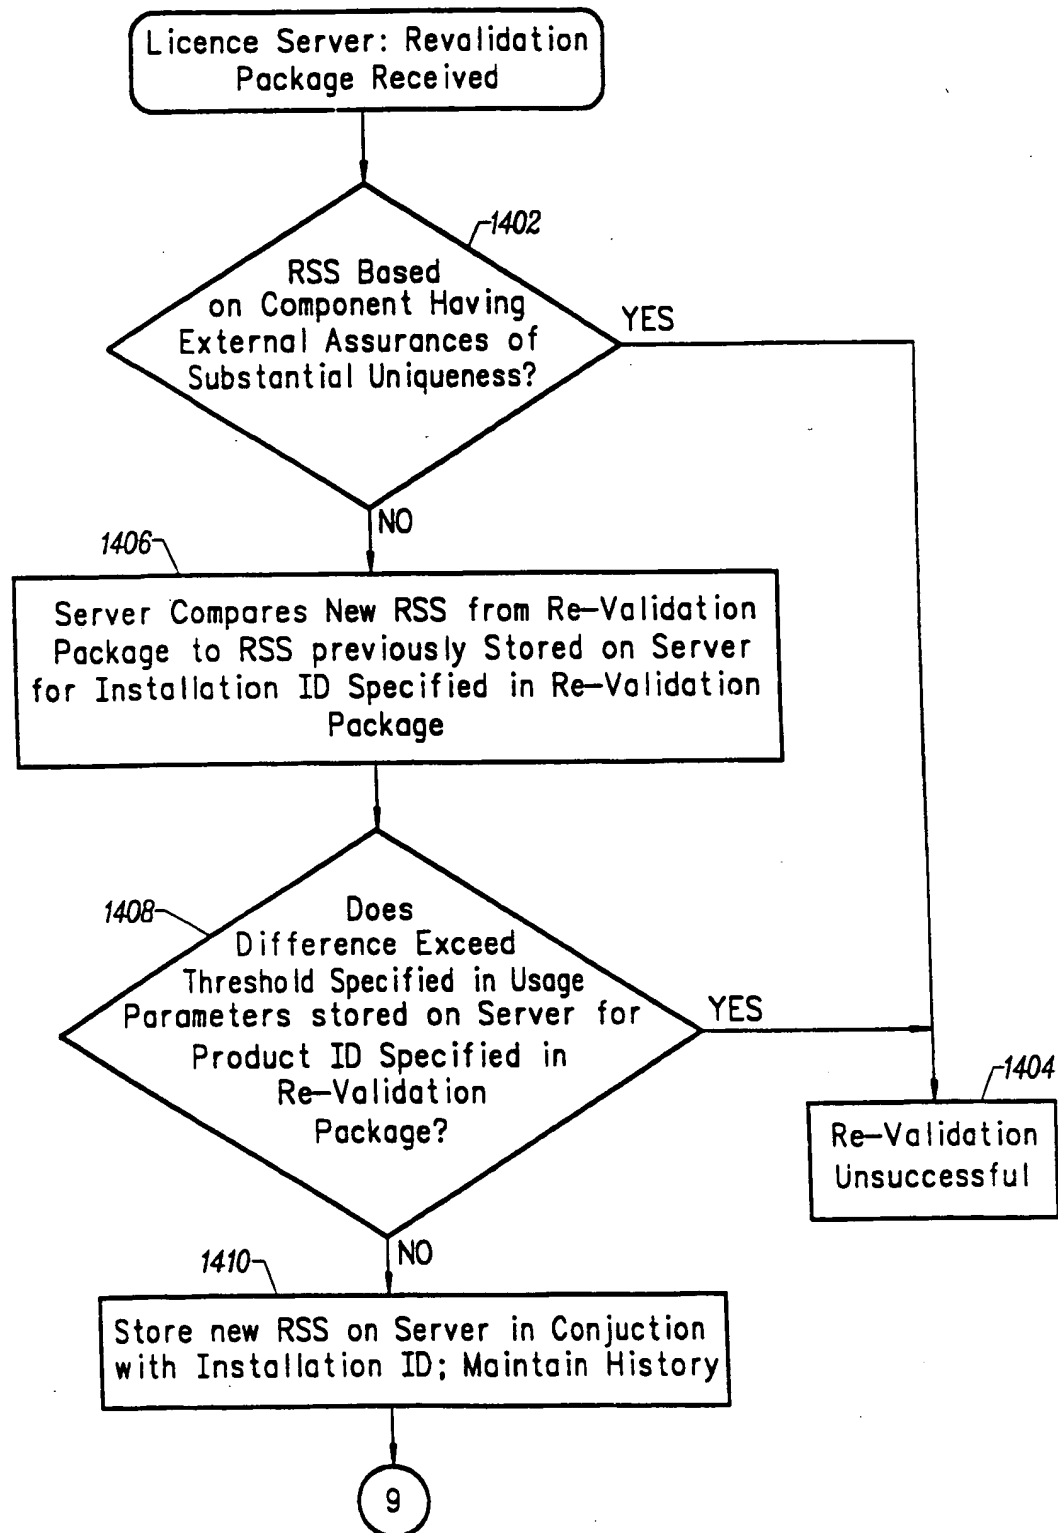 Licence Server: Revalidation
Package Received
1402
RSS Based
on Component Having
External Assurances of
Substantial Uniqueness?
YES
NO
1406
Server Compares New RSS from Re-Validation
Package to RSS previously Stored on Server
for Installation ID Specified in Re-Validation
Package
1408
Does
Difference Exceed
Threshold Specified in Usage
Parameters stored on Server for
Product ID Specified in
Re-Validation
Package?
YES
1404
Re-Validation
Unsuccessful
NO
1410
Store new RSS on Server in Conjuction
with Installation ID; Maintain History
9